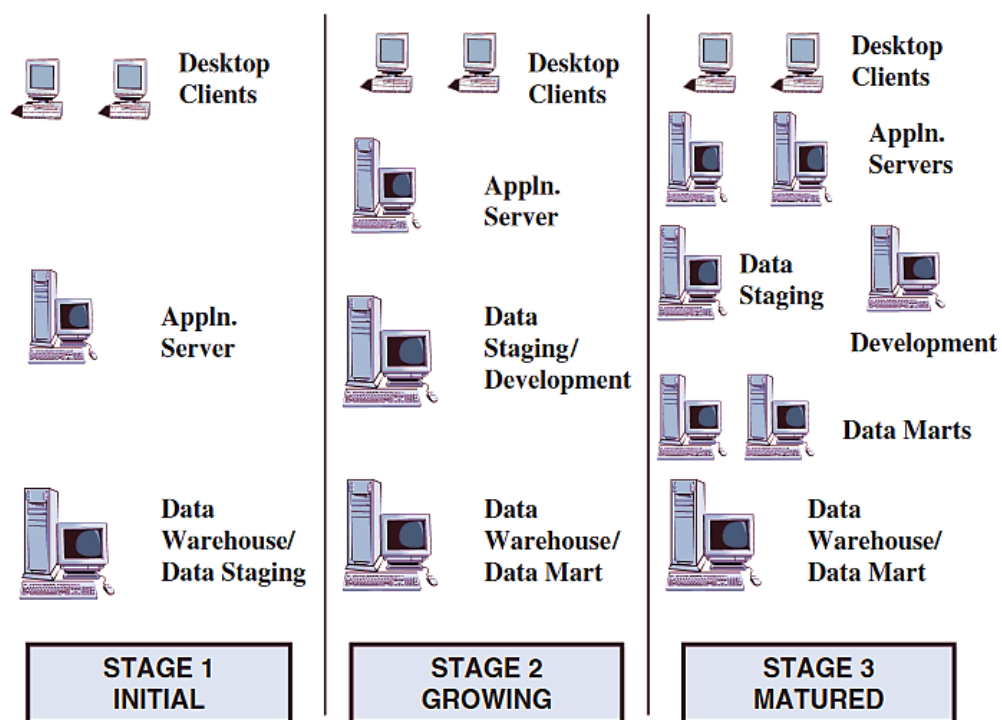 Desktop
Clients
Appln.
Server
Data
Warehouse/
Data Staging
STAGE 1
INITIAL
Desktop
Clients
Appln.
Server
Data
Staging/
Development
Data
Warehouse/
Data Mart
STAGE 2
GROWING
Desktop
Clients
Appln.
Servers
Data
Staging
Development
Data Marts
Data
Warehouse/
Data Mart
STAGE 3
MATURED